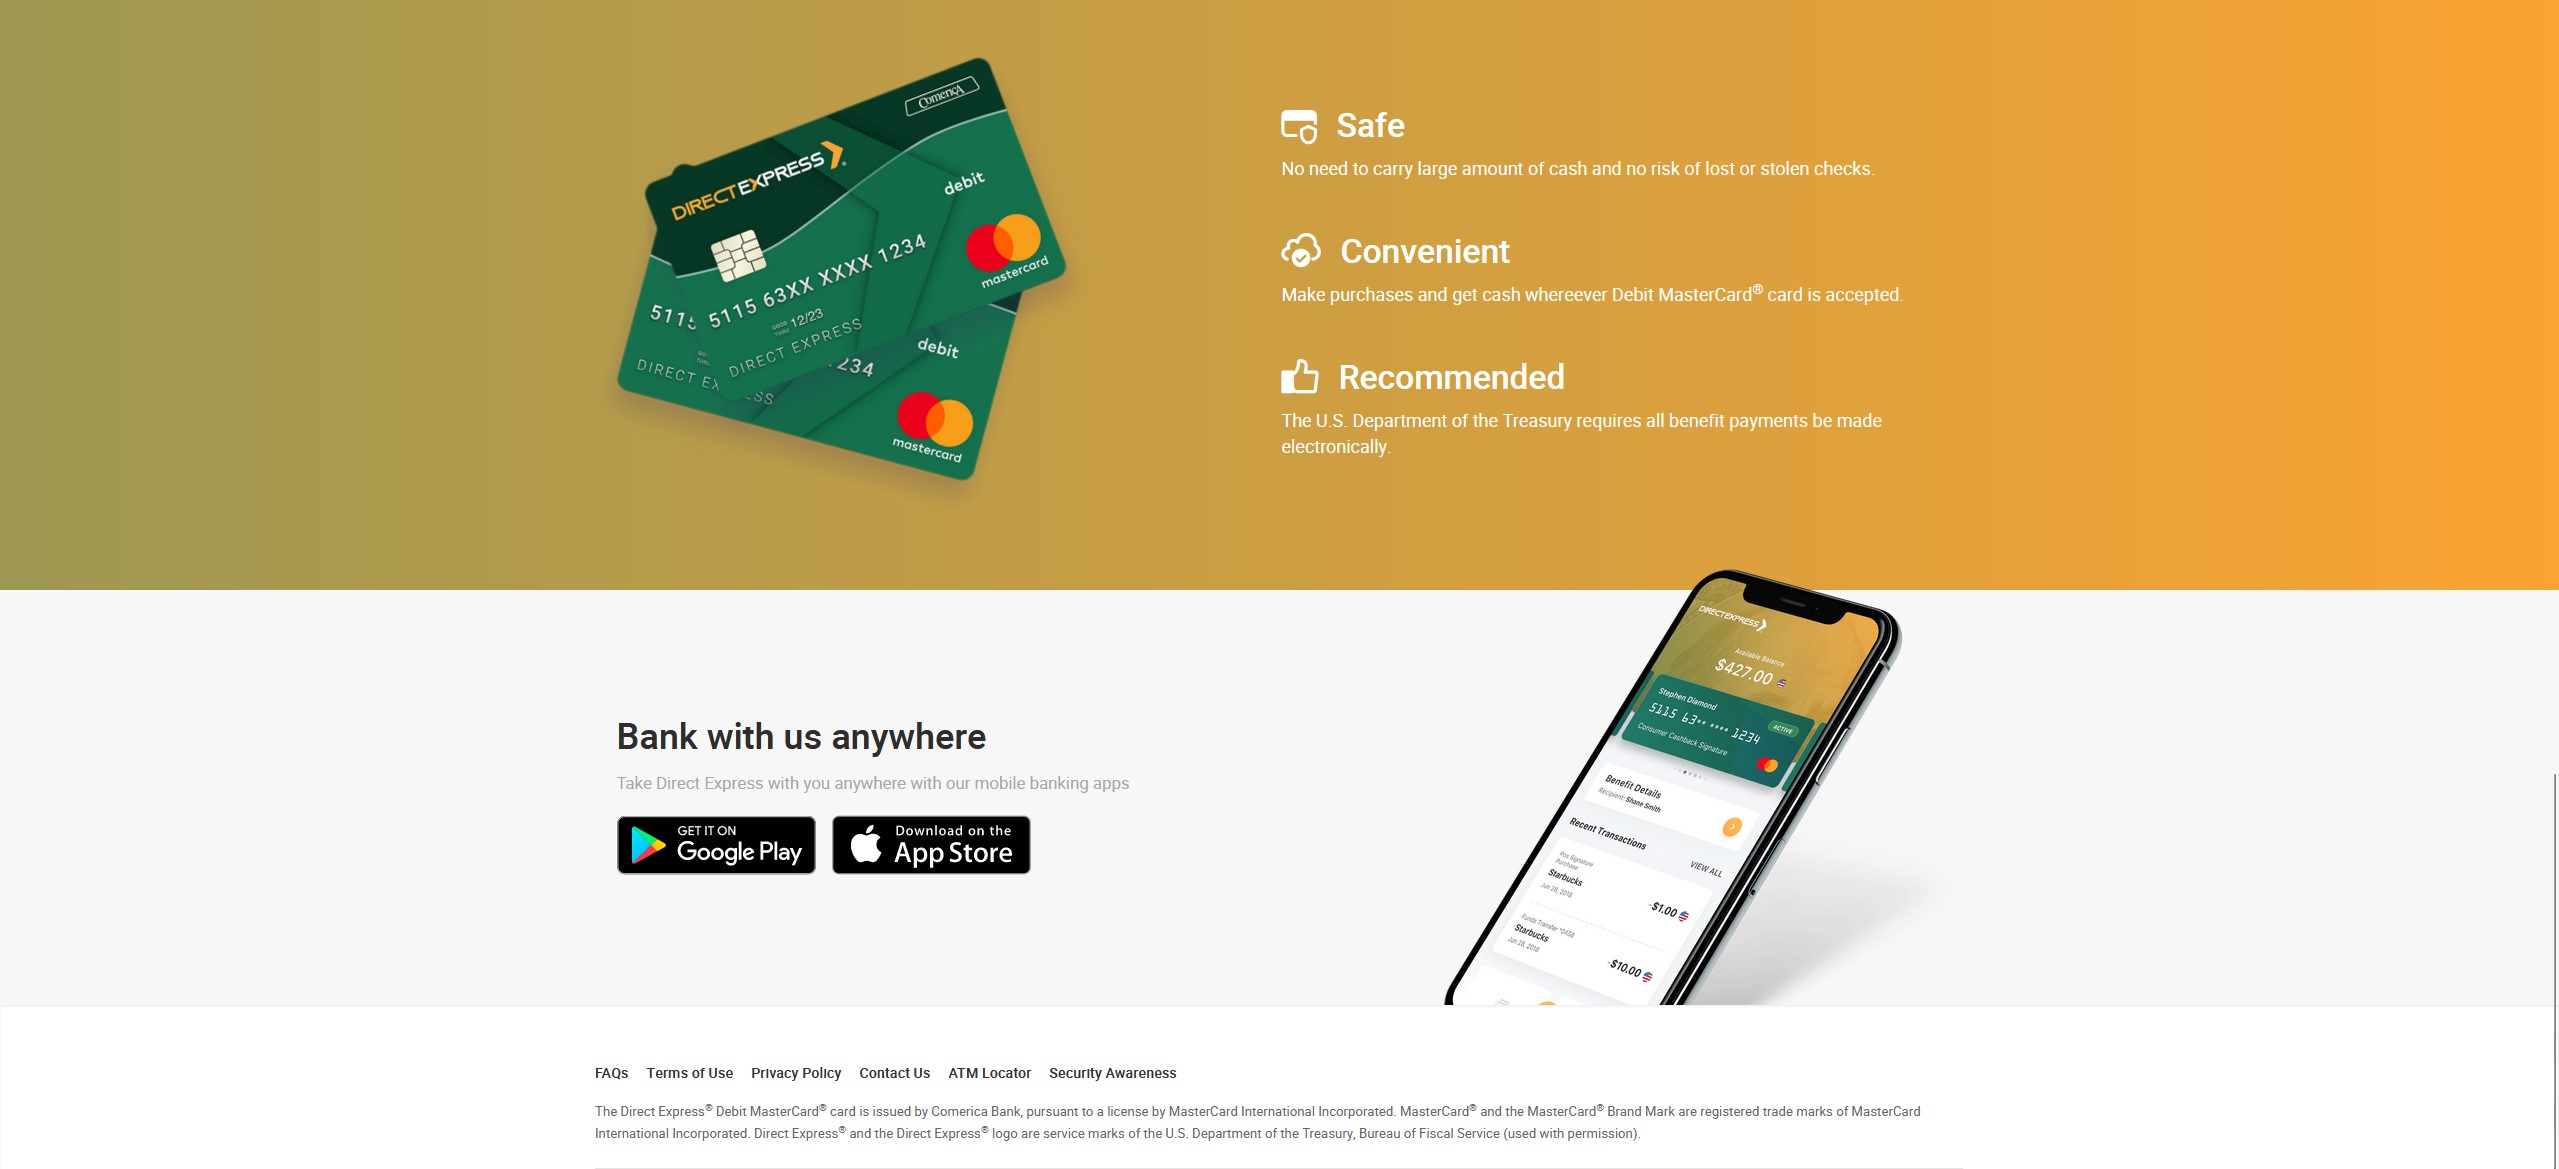 COMERICA
DIRECT EXPRESS®
debit
5115 63XX XXXX 1234
mastercard
GOOD THRU 12/23
DIRECT EXPRESS
5115
234
debit
DIRECT EX
SS
mastercard
Safe
No need to carry large amount of cash and no risk of lost or stolen checks.
Convenient
Make purchases and get cash whereever Debit MasterCard® card is accepted.
Recommended
The U.S. Department of the Treasury requires all benefit payments be made
electronically.
Bank with us anywhere
Take Direct Express with you anywhere with our mobile banking apps
GET IT ON
Google Play
Download on the
App Store
DIRECT EXPRESS
Available Balance
$427.00
Stephen Diamond
5115 63** **** 1234
ACTIVE
Consumer Cashback Signature
Benefit Details
Recipient: Shane Smith
Recent Transactions
VIEW ALL
Pos Signature
Purchase
Starbucks
Jun 28, 2018
-$1.00
Funds Transfer *0458
Starbucks
Jun 28, 2018
-$10.00
FAQs Terms of Use Privacy Policy Contact Us ATM Locator Security Awareness
The Direct Express® Debit MasterCard® card is issued by Comerica Bank, pursuant to a license by MasterCard International Incorporated. MasterCard® and the MasterCard® Brand Mark are registered trade marks of MasterCard
International Incorporated. Direct Express® and the Direct Express® logo are service marks of the U.S. Department of the Treasury, Bureau of Fiscal Service (used with permission).